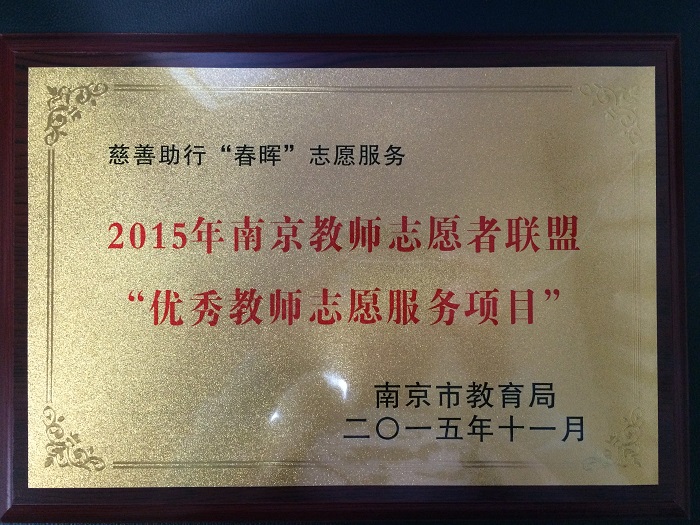 慈善助行“春晖”志愿服务
2015年南京教师志愿者联盟
“优秀教师志愿服务项目”
南京市教育局
二〇一五年十一月